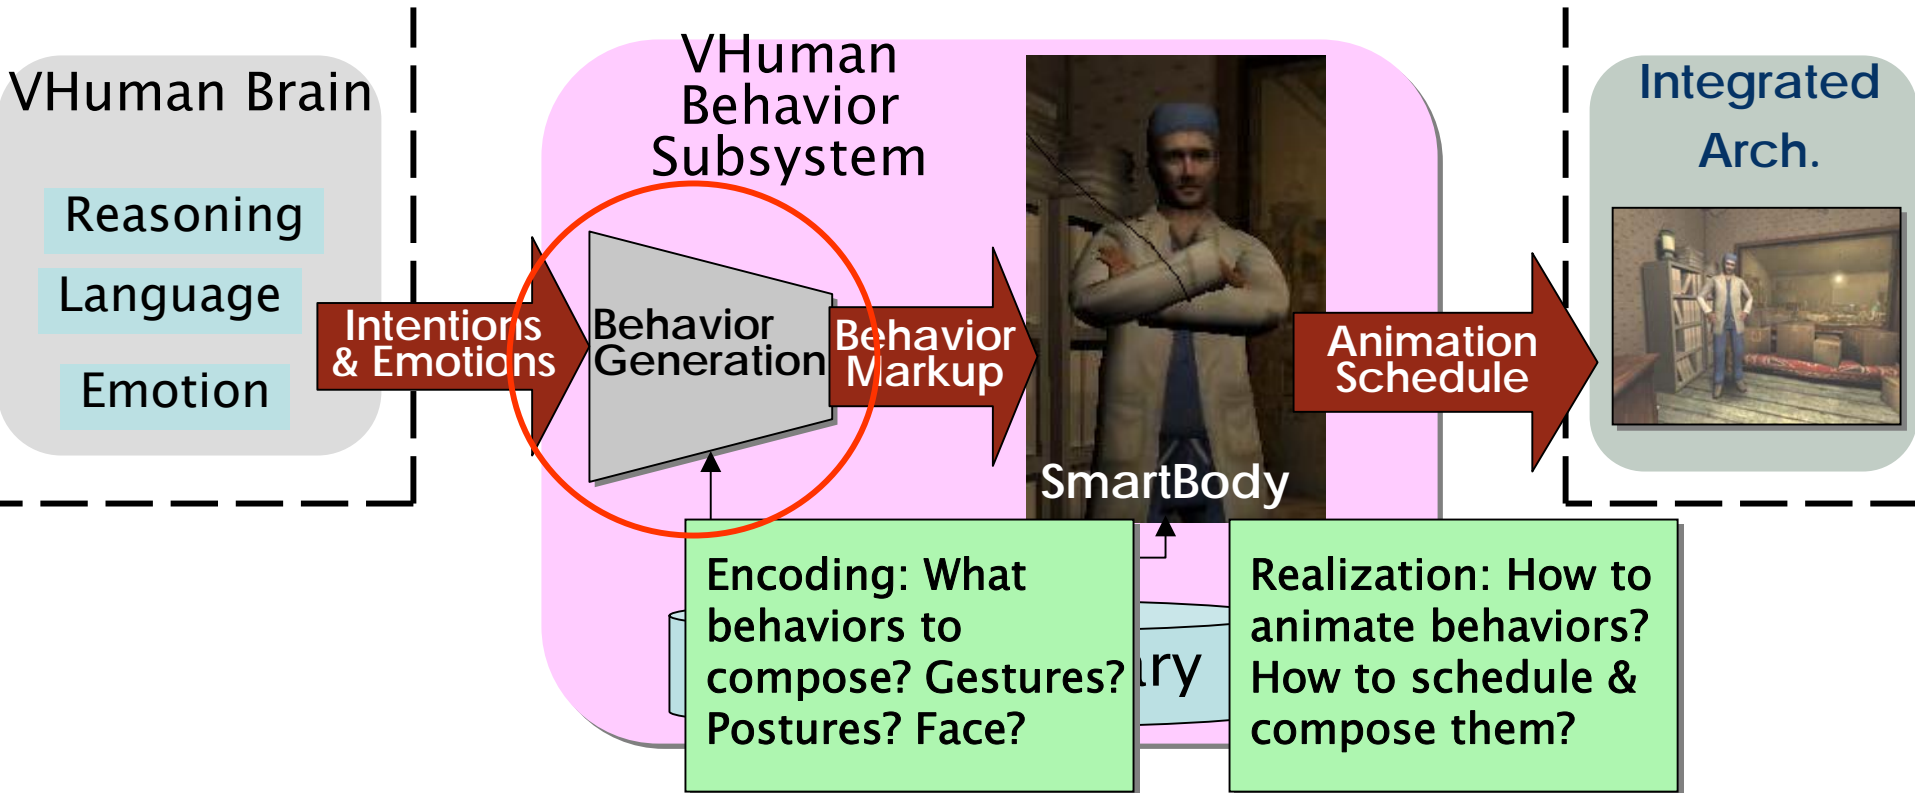 VHuman Brain
Reasoning
Language
Emotion
Intentions
& Emotions
VHuman
Behavior
Subsystem
Behavior
Generation
Behavior
Markup
SmartBody
Animation
Schedule
Integrated
Arch.
Encoding: What
behaviors to
compose? Gestures?
Postures? Face?
Realization: How to
animate behaviors?
How to schedule &
compose them?